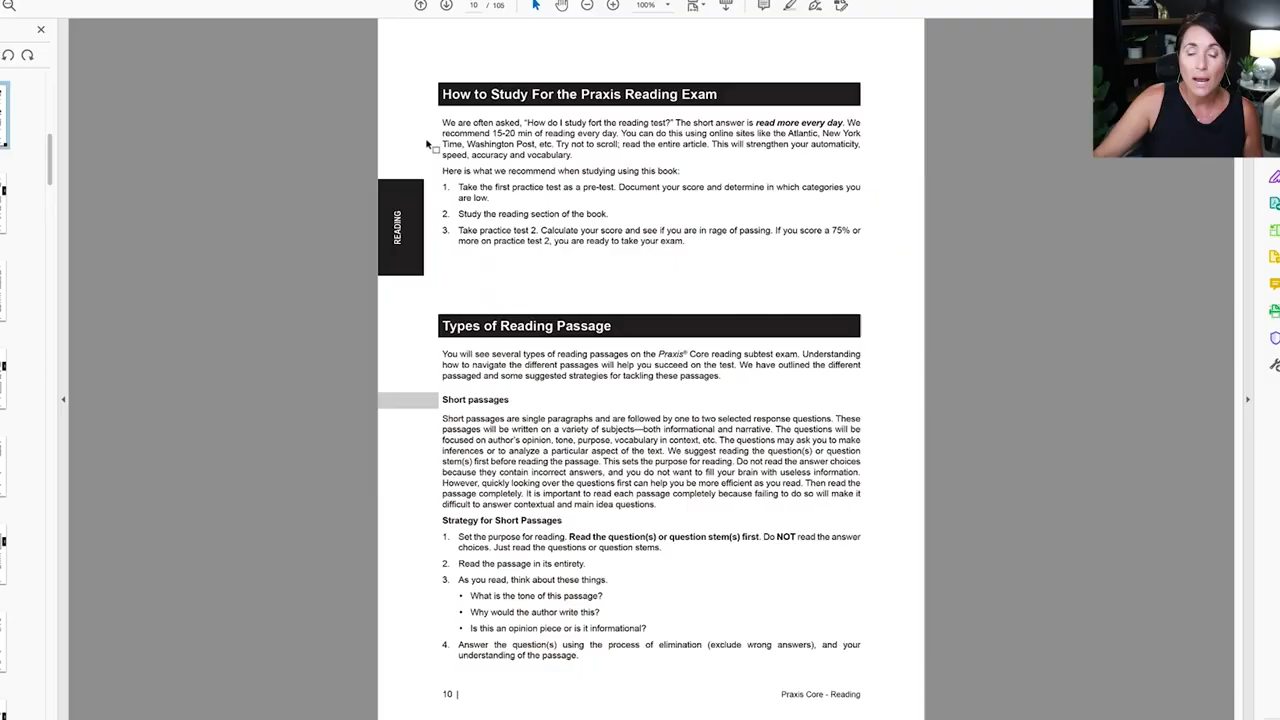 10 / 105
100%
How to Study For the Praxis Reading Exam
We are often asked, “How do I study fort the reading test?” The short answer is read more every day. We
recommend 15-20 min of reading every day. You can do this using online sites like the Atlantic, New York
Time, Washington Post, etc. Try not to scroll; read the entire article. This will strengthen your automaticity,
speed, accuracy and vocabulary.
Here is what we recommend when studying using this book:
1. Take the first practice test as a pre-test. Document your score and determine in which categories you
are low.
2. Study the reading section of the book.
3. Take practice test 2. Calculate your score and see if you are in rage of passing. If you score a 75% or
more on practice test 2, you are ready to take your exam.
READING
Types of Reading Passage
You will see several types of reading passages on the Praxis® Core reading subtest exam. Understanding
how to navigate the different passages will help you succeed on the test. We have outlined the different
passaged and some suggested strategies for tackling these passages.
Short passages
Short passages are single paragraphs and are followed by one to two selected response questions. These
passages will be written on a variety of subjects—both informational and narrative. The questions will be
focused on author's opinion, tone, purpose, vocabulary in context, etc. The questions may ask you to make
inferences or to analyze a particular aspect of the text. We suggest reading the question(s) or question
stem(s) first before reading the passage. This sets the purpose for reading. Do not read the answer choices
because they contain incorrect answers, and you do not want to fill your brain with useless information.
However, quickly looking over the questions first can help you be more efficient as you read. Then read the
passage completely. It is important to read each passage completely because failing to do so will make it
difficult to answer contextual and main idea questions.
Strategy for Short Passages
1. Set the purpose for reading. Read the question(s) or question stem(s) first. Do NOT read the answer
choices. Just read the questions or question stems.
2. Read the passage in its entirety.
3. As you read, think about these things.
• What is the tone of this passage?
• Why would the author write this?
• Is this an opinion piece or is it informational?
4. Answer the question(s) using the process of elimination (exclude wrong answers), and your
understanding of the passage.
10 |
Praxis Core - Reading